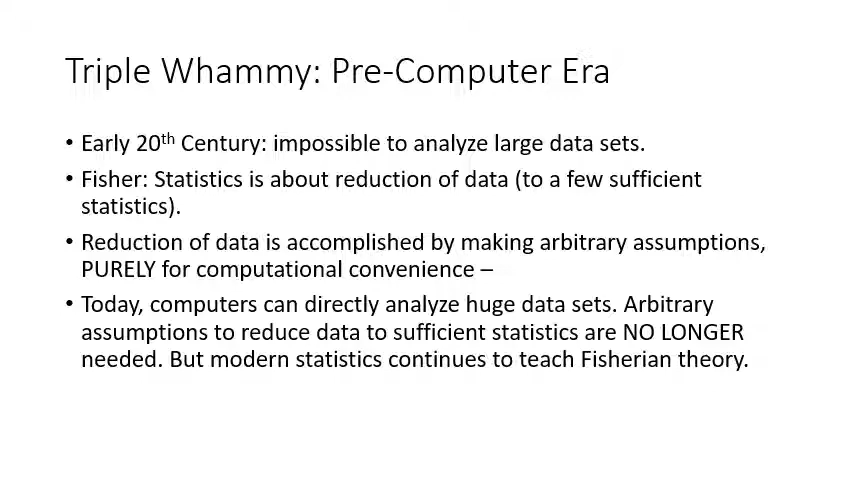 Triple Whammy: Pre-Computer Era
• Early 20th Century: impossible to analyze large data sets.
• Fisher: Statistics is about reduction of data (to a few sufficient
statistics).
• Reduction of data is accomplished by making arbitrary assumptions,
PURELY for computational convenience –
• Today, computers can directly analyze huge data sets. Arbitrary
assumptions to reduce data to sufficient statistics are NO LONGER
needed. But modern statistics continues to teach Fisherian theory.